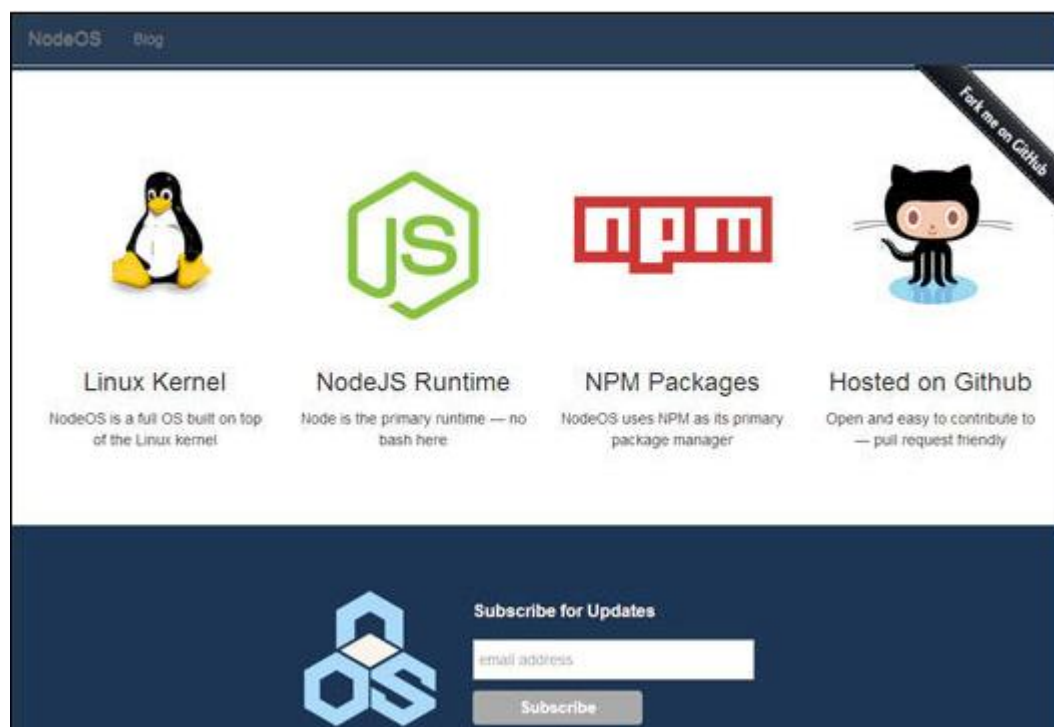 NodeOS Blog
Fork me on GitHub
JS
npm
Linux Kernel
NodeOS is a full OS built on top
of the Linux kernel
NodeJS Runtime
Node is the primary runtime — no
bash here
NPM Packages
NodeOS uses NPM as its primary
package manager
Hosted on Github
Open and easy to contribute to
— pull request friendly
n
OS
Subscribe for Updates
email address
Subscribe